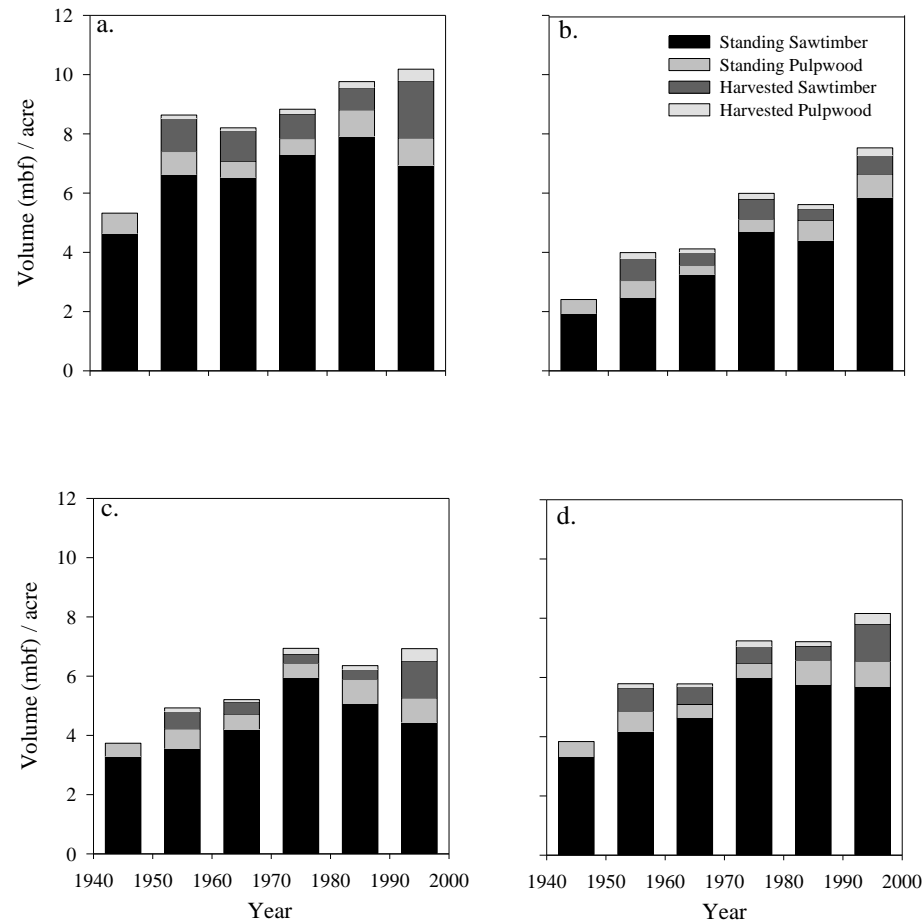 a.
12
10
8
6
4
2
0
Volume (mbf) / acre
b.
Standing Sawtimber
Standing Pulpwood
Harvested Sawtimber
Harvested Pulpwood
c.
12
10
8
6
4
2
0
Volume (mbf) / acre
1940 1950 1960 1970 1980 1990 2000
Year
d.
1940 1950 1960 1970 1980 1990 2000
Year